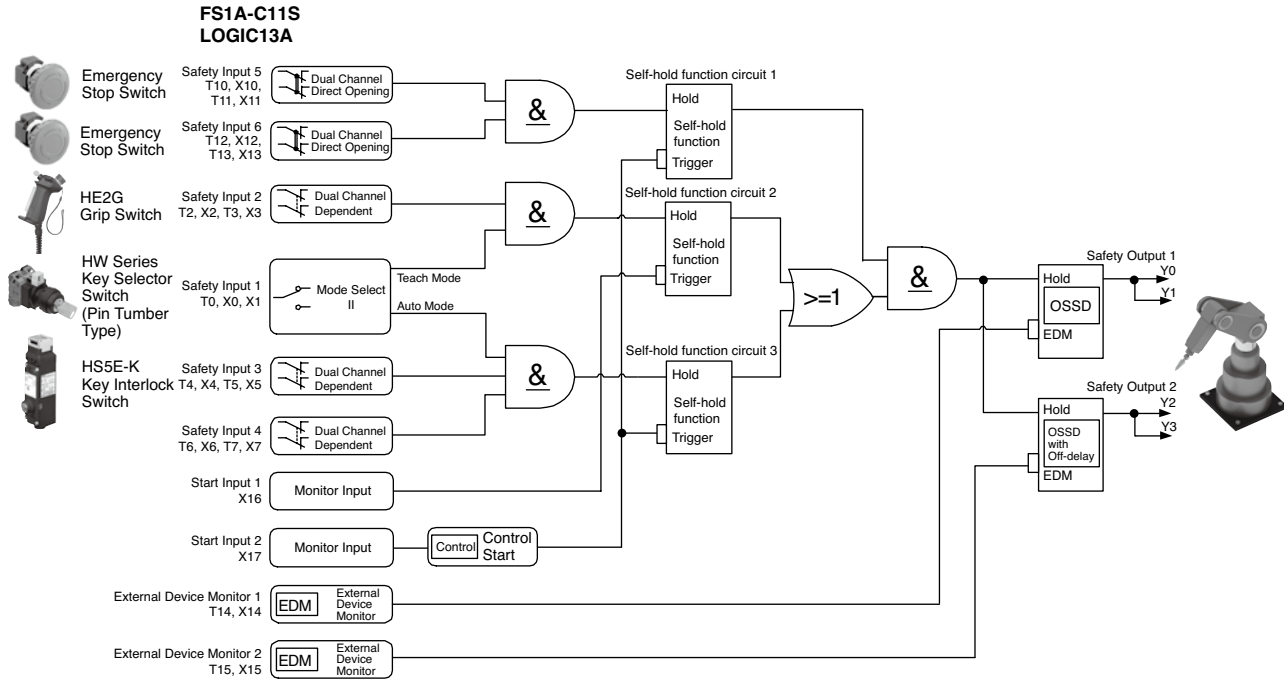 FS1A-C11S
LOGIC13A
Emergency
Stop Switch
Safety Input 5
T10, X10,
T11, X11
Dual Channel
Direct Opening
&
Self-hold function circuit 1
Hold
Self-hold
function
Trigger
Emergency
Stop Switch
Safety Input 6
T12, X12,
T13, X13
Dual Channel
Direct Opening
HE2G
Grip Switch
Safety Input 2
T2, X2, T3, X3
Dual Channel
Dependent
&
Self-hold function circuit 2
Hold
Self-hold
function
Trigger
HW Series
Key Selector
Switch
(Pin Tumber
Type)
Safety Input 1
T0, X0, X1
Mode Select
II
Teach Mode
Auto Mode
>=1
&
Safety Output 1
Hold
OSSD
EDM
Y0
Y1
HS5E-K
Key Interlock
Switch
Safety Input 3
T4, X4, T5, X5
Dual Channel
Dependent
&
Self-hold function circuit 3
Hold
Self-hold
function
Trigger
Safety Output 2
Hold
OSSD
with
Off-delay
EDM
Y2
Y3
Safety Input 4
T6, X6, T7, X7
Dual Channel
Dependent
Start Input 1
X16
Monitor Input
Start Input 2
X17
Monitor Input
Control
Control
Start
External Device Monitor 1
T14, X14
EDM
External
Device
Monitor
External Device Monitor 2
T15, X15
EDM
External
Device
Monitor